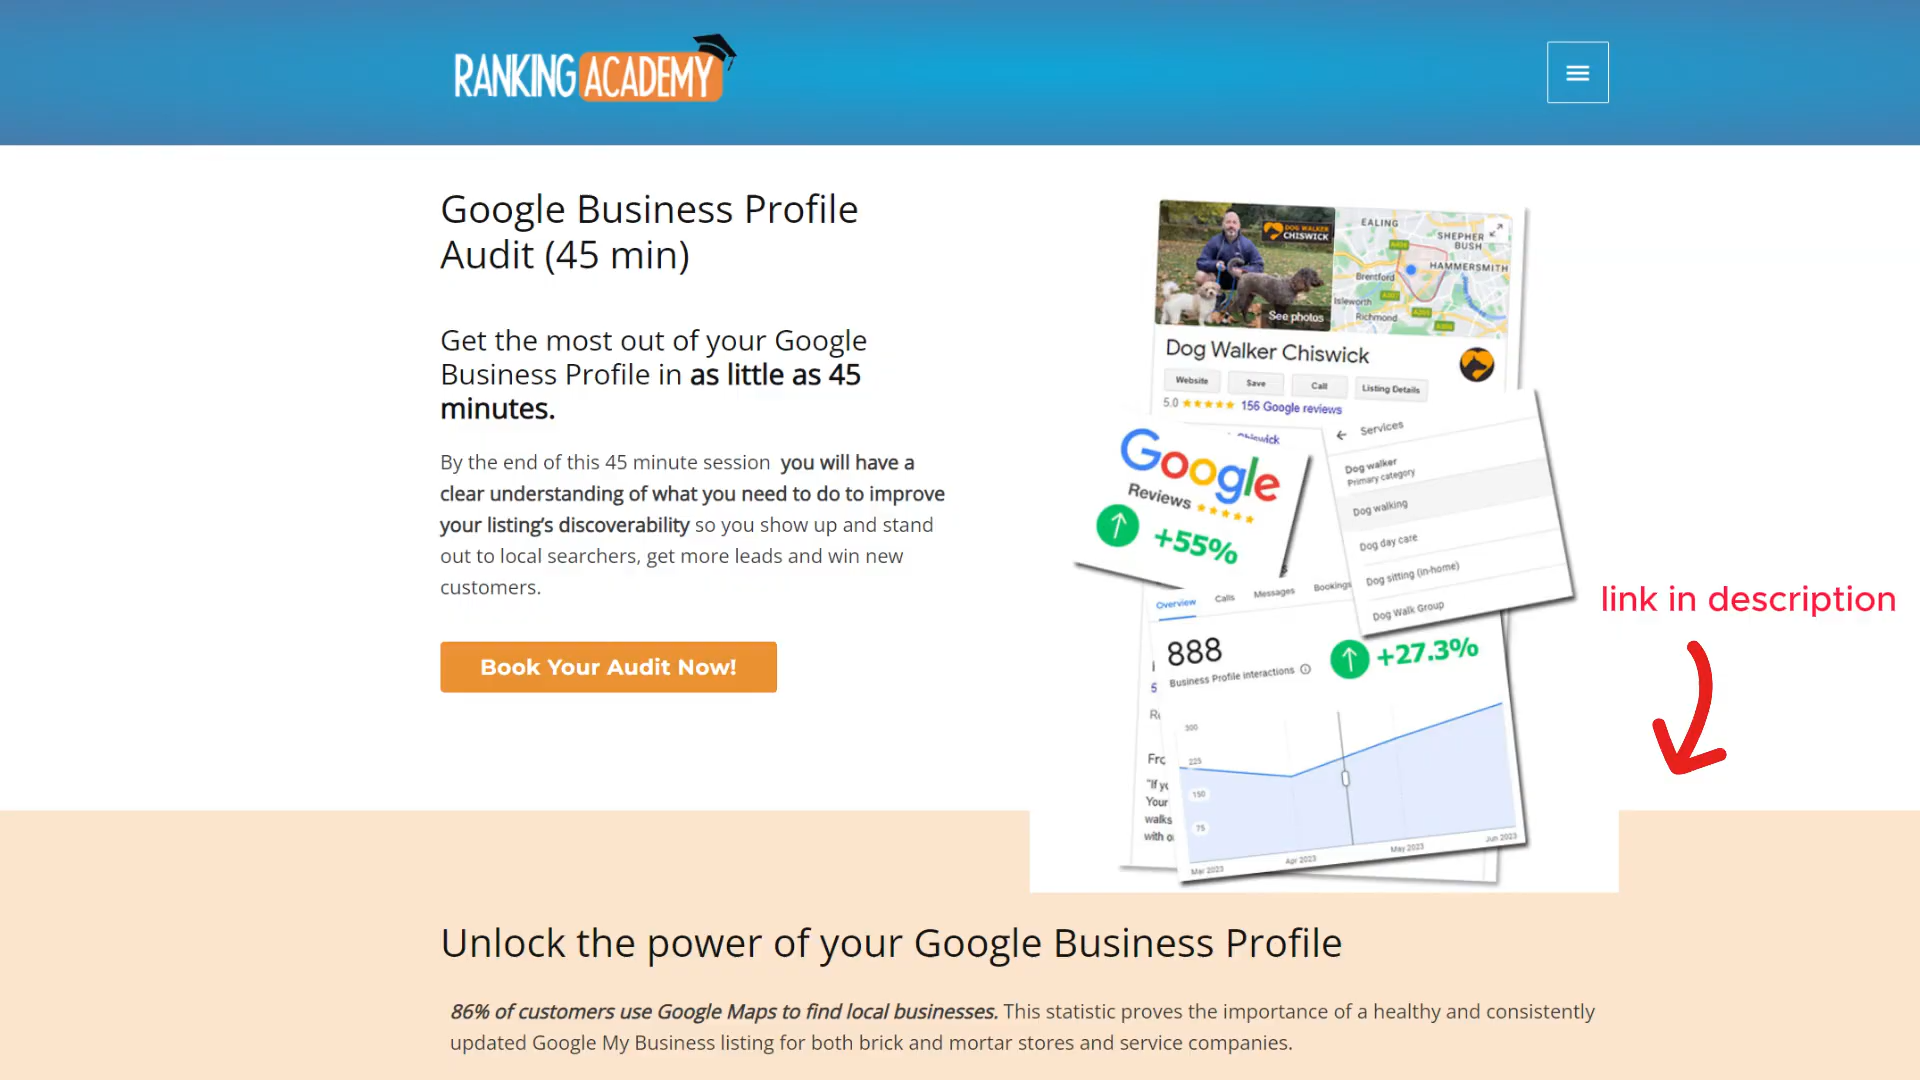 RANKING ACADEMY
Google Business Profile
Audit (45 min)
Get the most out of your Google
Business Profile in as little as 45
minutes.
By the end of this 45 minute session you will have a
clear understanding of what you need to do to improve
your listing's discoverability so you show up and stand
out to local searchers, get more leads and win new
customers.
Book Your Audit Now!
DOG WALKER
CHISWICK
See photos
EALING
SHEPHER
BUSH
HAMMERSMITH
Brentford
Isleworth
Richmond
Dog Walker Chiswick
Website
Save
Call
Listing Details
5.0
156 Google reviews
Chiswick
Google
Reviews
+55%
Services
Dog walker
Primary category
Dog walking
Dog day care
Dog sitting (in-home)
Dog Walk Group
Overview
Calls
Messages
Bookings
888
Business Profile interactions
+27.3%
300
225
150
75
Mar 2023
Apr 2023
May 2023
Jun 2023
5
Fro
"If yo
Your
walks
with o
link in description
Unlock the power of your Google Business Profile
86% of customers use Google Maps to find local businesses. This statistic proves the importance of a healthy and consistently
updated Google My Business listing for both brick and mortar stores and service companies.